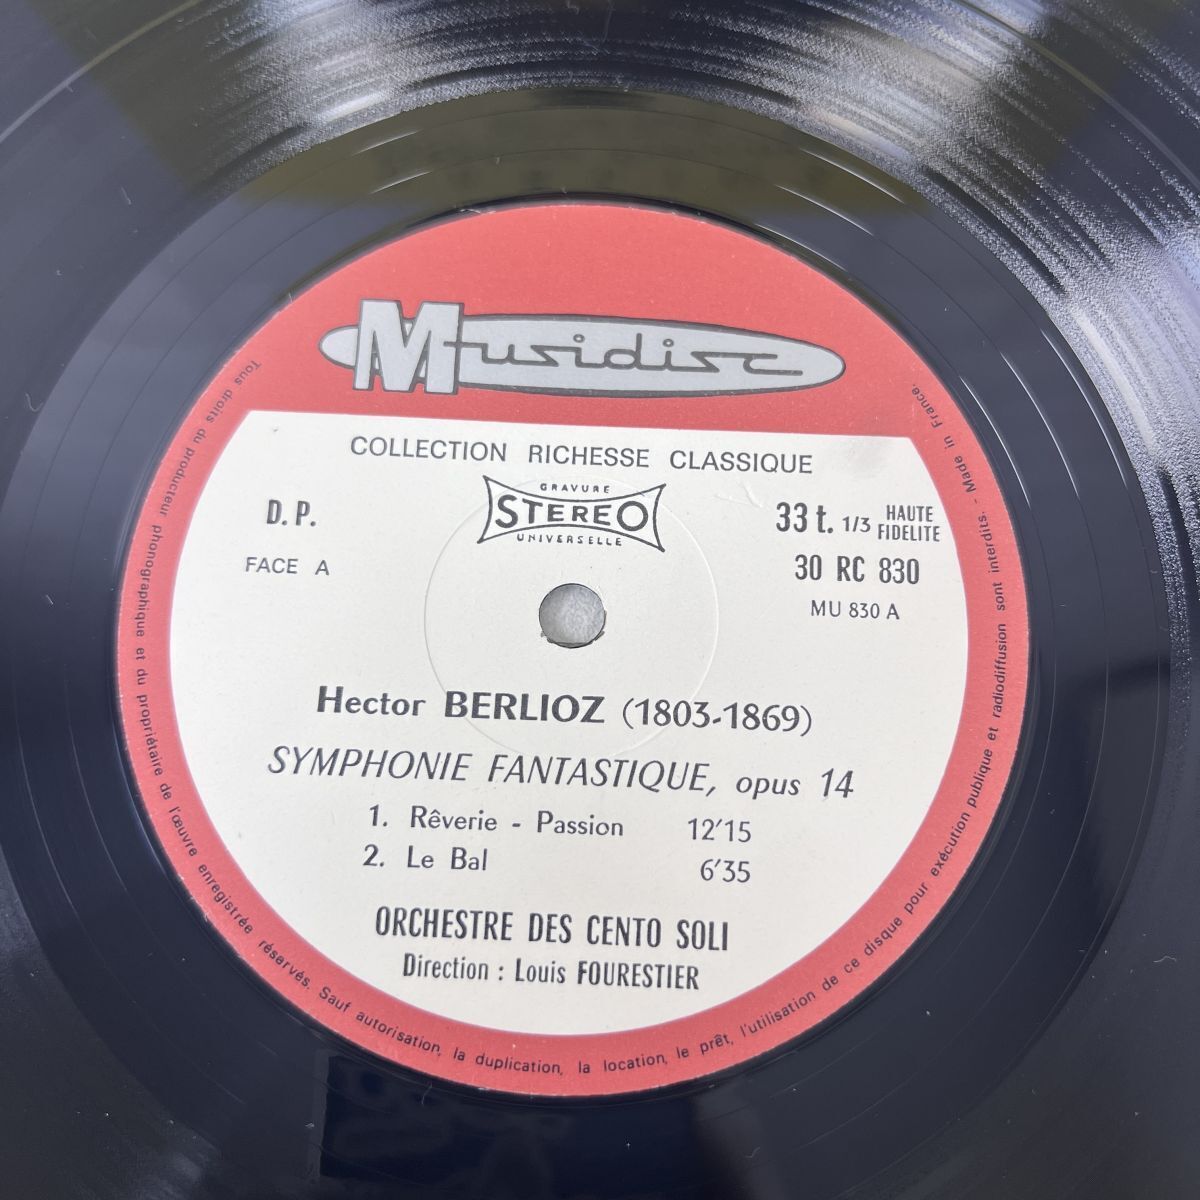 Musidisc
COLLECTION RICHESSE CLASSIQUE
GRAVURE
STEREO
UNIVERSELLE
D. P.
FACE A
33 t. 1/3 HAUTE FIDELITE
30 RC 830
MU 830 A
Hector BERLIOZ (1803-1869)
SYMPHONIE FANTASTIQUE, opus 14
1. Rêverie - Passion 12'15
2. Le Bal 6'35
ORCHESTRE DES CENTO SOLI
Direction : Louis FOURESTIER
Tous droits du producteur phonographique et du propriétaire de l'œuvre enregistrée réservés. Sauf autorisation, la duplication, la location, le prêt, l'utilisation de ce disque pour exécution publique et radiodiffusion sont interdits. - Made in France.